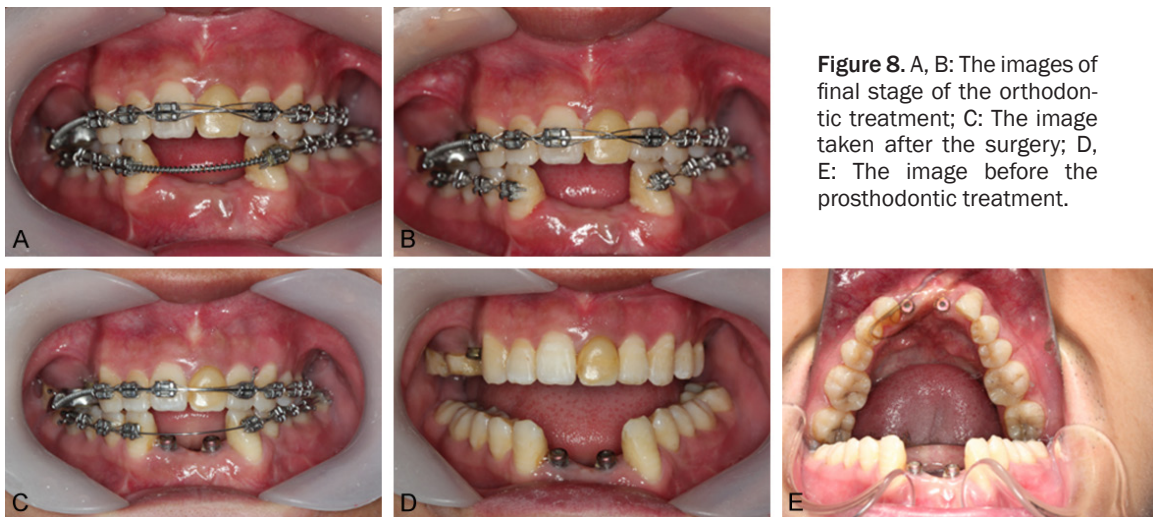 A
B
Figure 8. A, B: The images of
final stage of the orthodon-
tic treatment; C: The image
taken after the surgery; D,
E: The image before the
prosthodontic treatment.
C
D
E